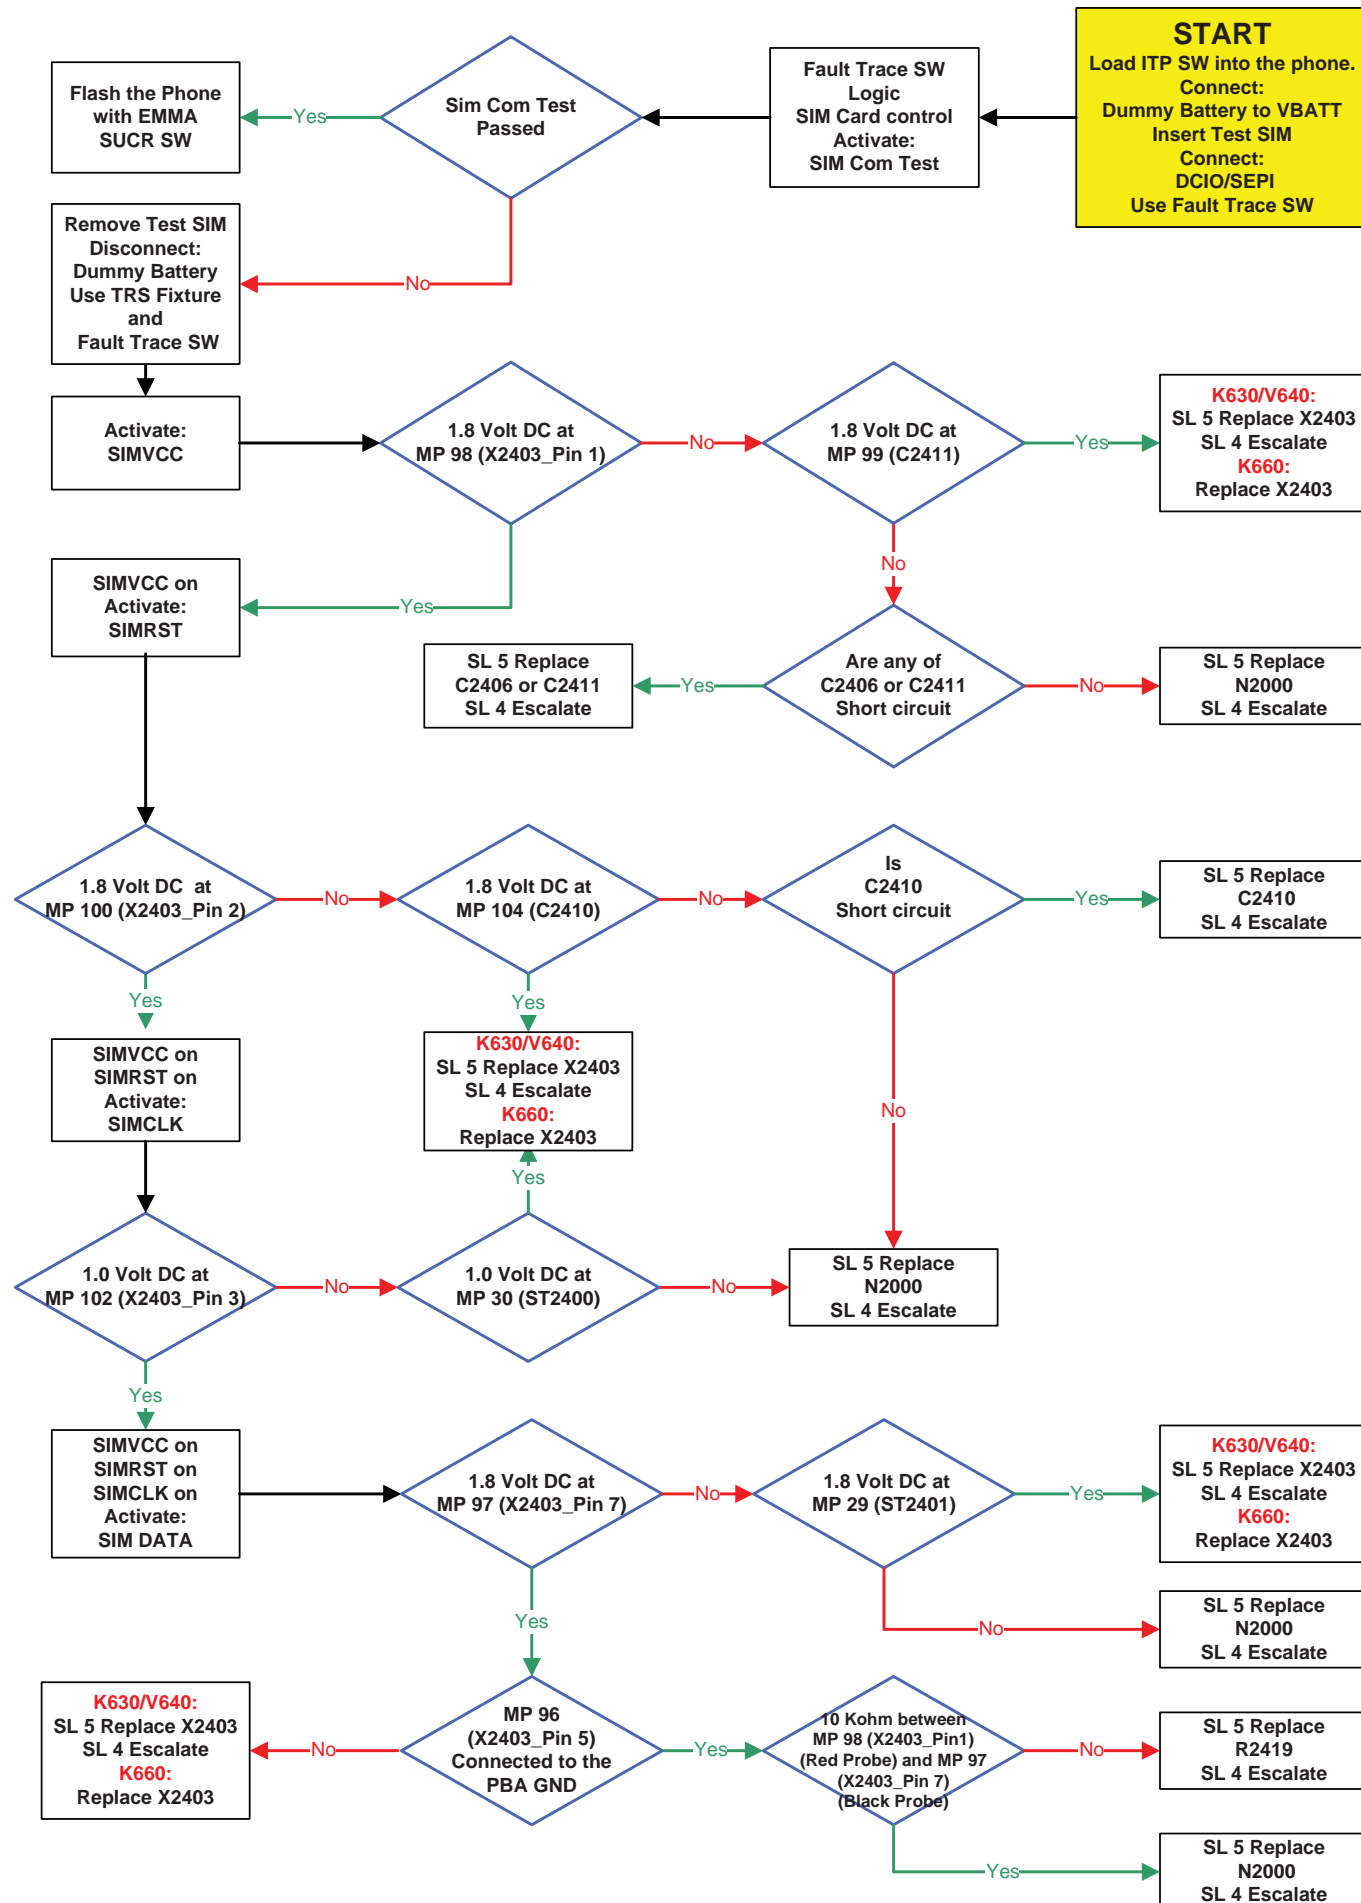 START
Load ITP SW into the phone.
Connect:
Dummy Battery to VBATT
Insert Test SIM
Connect:
DCIO/SEPI
Use Fault Trace SW
Fault Trace SW
Logic
SIM Card control
Activate:
SIM Com Test
Sim Com Test
Passed
Yes
Flash the Phone
with EMMA
SUCR SW
No
Remove Test SIM
Disconnect:
Dummy Battery
Use TRS Fixture
and
Fault Trace SW
Activate:
SIMVCC
1.8 Volt DC at
MP 98 (X2403_Pin 1)
No
1.8 Volt DC at
MP 99 (C2411)
Yes
K630/V640:
SL 5 Replace X2403
SL 4 Escalate
K660:
Replace X2403
No
Yes
SIMVCC on
Activate:
SIMRST
SL 5 Replace
C2406 or C2411
SL 4 Escalate
Yes
Are any of
C2406 or C2411
Short circuit
No
SL 5 Replace
N2000
SL 4 Escalate
1.8 Volt DC at
MP 100 (X2403_Pin 2)
No
1.8 Volt DC at
MP 104 (C2410)
No
Is
C2410
Short circuit
Yes
SL 5 Replace
C2410
SL 4 Escalate
Yes
Yes
SIMVCC on
SIMRST on
Activate:
SIMCLK
K630/V640:
SL 5 Replace X2403
SL 4 Escalate
K660:
Replace X2403
No
Yes
1.0 Volt DC at
MP 102 (X2403_Pin 3)
No
1.0 Volt DC at
MP 30 (ST2400)
No
SL 5 Replace
N2000
SL 4 Escalate
Yes
SIMVCC on
SIMRST on
SIMCLK on
Activate:
SIM DATA
1.8 Volt DC at
MP 97 (X2403_Pin 7)
No
1.8 Volt DC at
MP 29 (ST2401)
Yes
K630/V640:
SL 5 Replace X2403
SL 4 Escalate
K660:
Replace X2403
Yes
No
SL 5 Replace
N2000
SL 4 Escalate
K630/V640:
SL 5 Replace X2403
SL 4 Escalate
K660:
Replace X2403
No
MP 96
(X2403_Pin 5)
Connected to the
PBA GND
Yes
10 Kohm between
MP 98 (X2403_Pin1)
(Red Probe) and MP 97
(X2403_Pin 7)
(Black Probe)
No
SL 5 Replace
R2419
SL 4 Escalate
Yes
SL 5 Replace
N2000
SL 4 Escalate